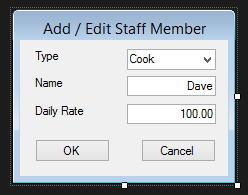 Add / Edit Staff Member
Type Cook
Name Dave
Daily Rate 100.00
OK Cancel